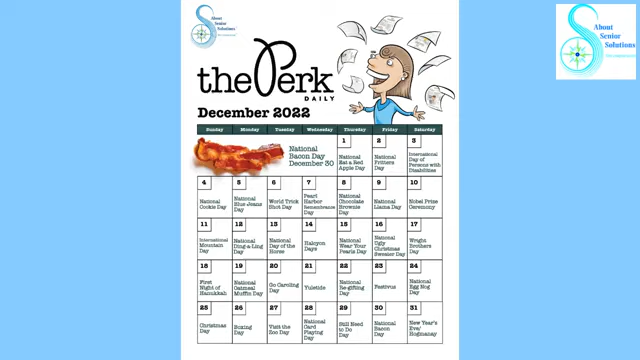 About
Senior
Solutions
About
Senior
Solutions
the Perk
DAILY
December 2022
Sunday Monday Tuesday Wednesday Thursday Friday Saturday
National
Bacon Day
December 30
1
National
Eat a Red
Apple Day
2
National
Fritters
Day
3
International
Day of
Persons with
Disabilities
4
National
Cookie Day
5
National
Blue Jeans
Day
6
World Trick
Shot Day
7
Pearl
Harbor
Remembrance
Day
8
National
Chocolate
Brownie
Day
9
National
Llama Day
10
Nobel Prize
Ceremony
11
International
Mountain
Day
12
National
Ding-a-Ling
Day
13
National
Day of the
Horse
14
Halcyon
Days
15
National
Wear Your
Pearls Day
16
National
Ugly
Christmas
Sweater Day
17
Wright
Brothers
Day
18
First
Night of
Hanukkah
19
National
Oatmeal
Muffin Day
20
Go Caroling
Day
21
Yuletide
22
National
Re-gifting
Day
23
Festivus
24
National
Egg Nog
Day
25
Christmas
Day
26
Boxing
Day
27
Visit the
Zoo Day
28
National
Card
Playing
Day
29
Still Need
to Do
Day
30
National
Bacon
Day
31
New Year's
Eve/
Hogmanay